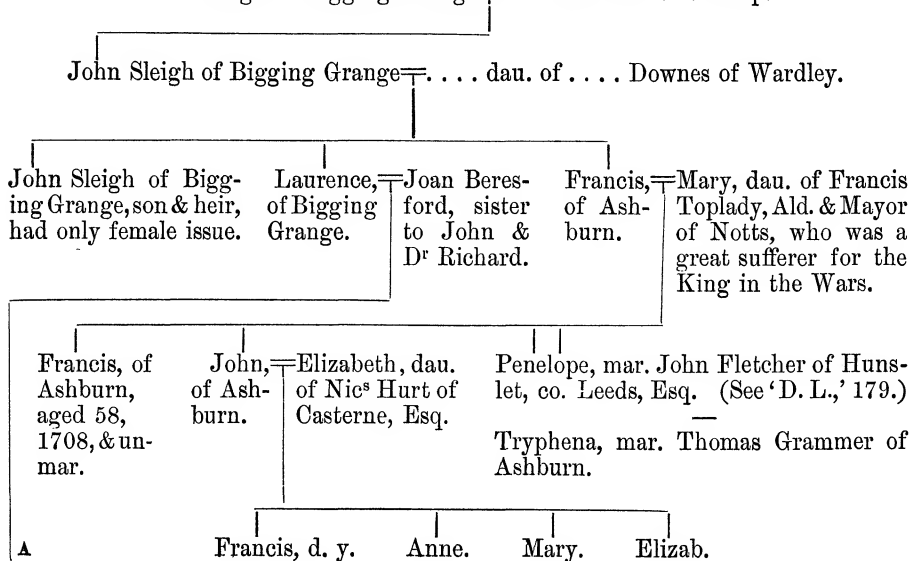 John Sleigh of Bigging Grange=.... dau. of .... Downes of Wardley.
John Sleigh of Bigg-
ing Grange, son & heir,
had only female issue.
Laurence,=
of Bigging
Grange.
Joan Beres-
ford, sister
to John &
Dr Richard.
Francis,=
of Ash-
burn.
Mary, dau. of Francis
Toplady, Ald. & Mayor
of Notts, who was a
great sufferer for the
King in the Wars.
Francis, of
Ashburn,
aged 58,
1708, & un-
mar.
John,=
of Ash-
burn.
Elizabeth, dau.
of Nics Hurt of
Casterne, Esq.
Penelope, mar. John Fletcher of Huns-
let, co. Leeds, Esq. (See 'D. L.,' 179.)
—
Tryphena, mar. Thomas Grammer of
Ashburn.
A
Francis, d. y. Anne. Mary. Elizab.